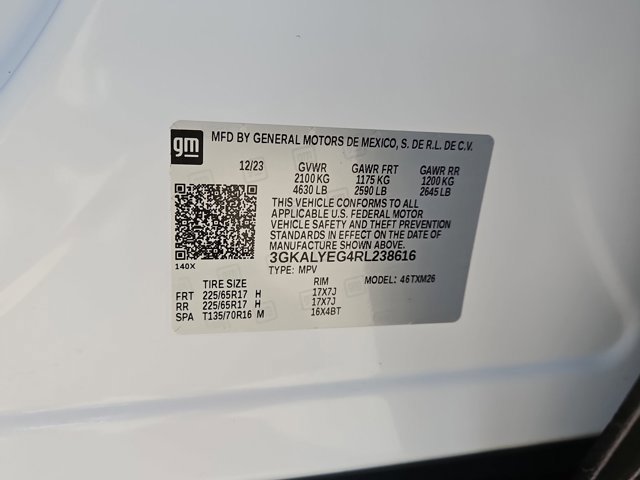 gm
MFD BY GENERAL MOTORS DE MEXICO, S. DE R.L. DE C.V.
12/23 GVWR GAWR FRT GAWR RR
2100 KG 1175 KG 1200 KG
4630 LB 2590 LB 2645 LB
THIS VEHICLE CONFORMS TO ALL
APPLICABLE U.S. FEDERAL MOTOR
VEHICLE SAFETY AND THEFT PREVENTION
STANDARDS IN EFFECT ON THE DATE OF
MANUFACTURE SHOWN ABOVE.
3GKALYEG4RL238616
140X TYPE: MPV MODEL: 46TXM26
TIRE SIZE RIM
FRT 225/65R17 H 17X7J
RR 225/65R17 H 17X7J
SPA T135/70R16 M 16X4BT